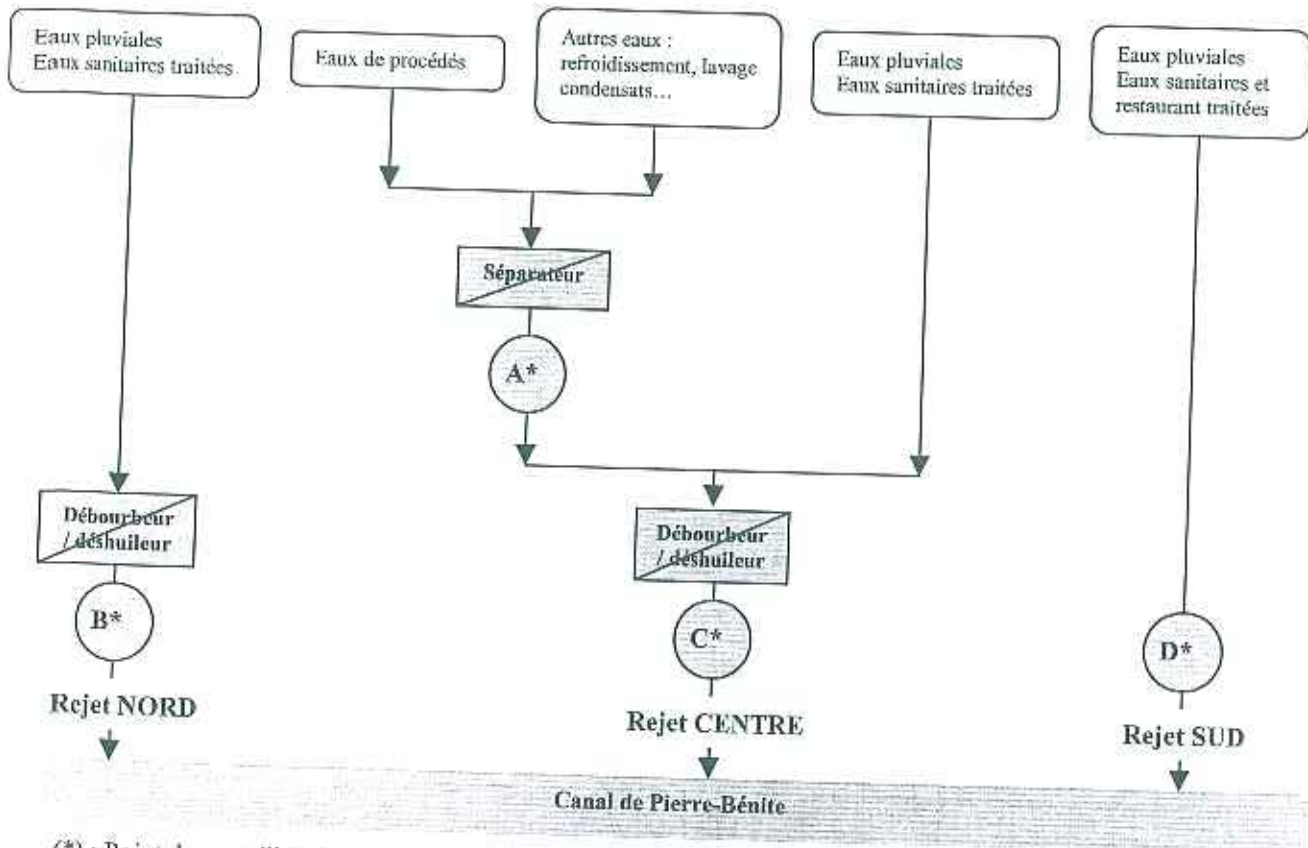 Eaux pluviales
Eaux sanitaires traitées
Eaux de procédés
Autres eaux :
refroidissement, lavage
condensats...
Eaux pluviales
Eaux sanitaires traitées
Eaux pluviales
Eaux sanitaires et
restaurant traitées
Séparateur
A*
Débourbeur
/ déshuileur
B*
Rejet NORD
Débourbeur
/ déshuileur
C*
Rejet CENTRE
D*
Rejet SUD
Canal de Pierre-Bénite
(*) :